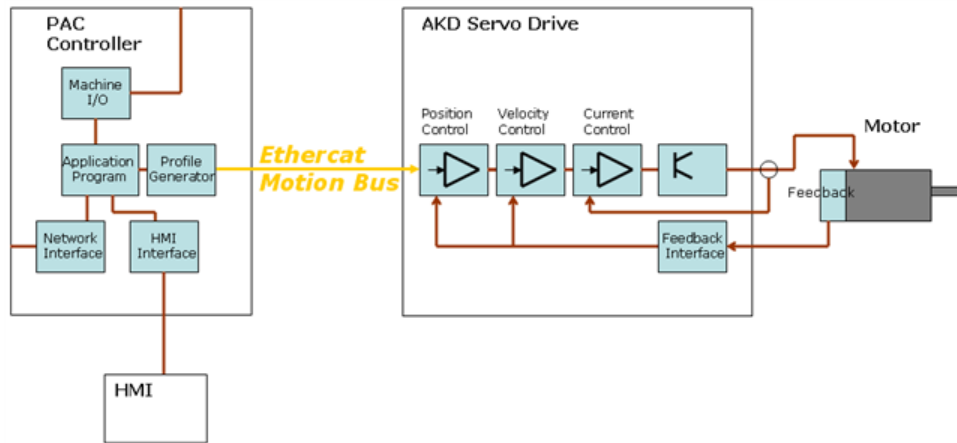 PAC
Controller
Machine
I/O
Application
Program
Profile
Generator
Network
Interface
HMI
Interface
HMI
Ethercat
Motion Bus
AKD Servo Drive
Position
Control
Velocity
Control
Current
Control
Feedback
Interface
Motor
Feedback